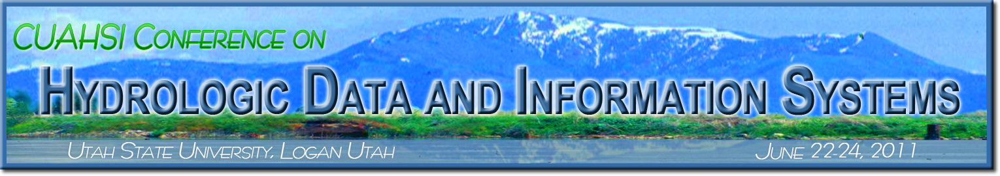 CUAHSI Conference on
Hydrologic Data and Information Systems
Utah State University, Logan Utah
June 22-24, 2011